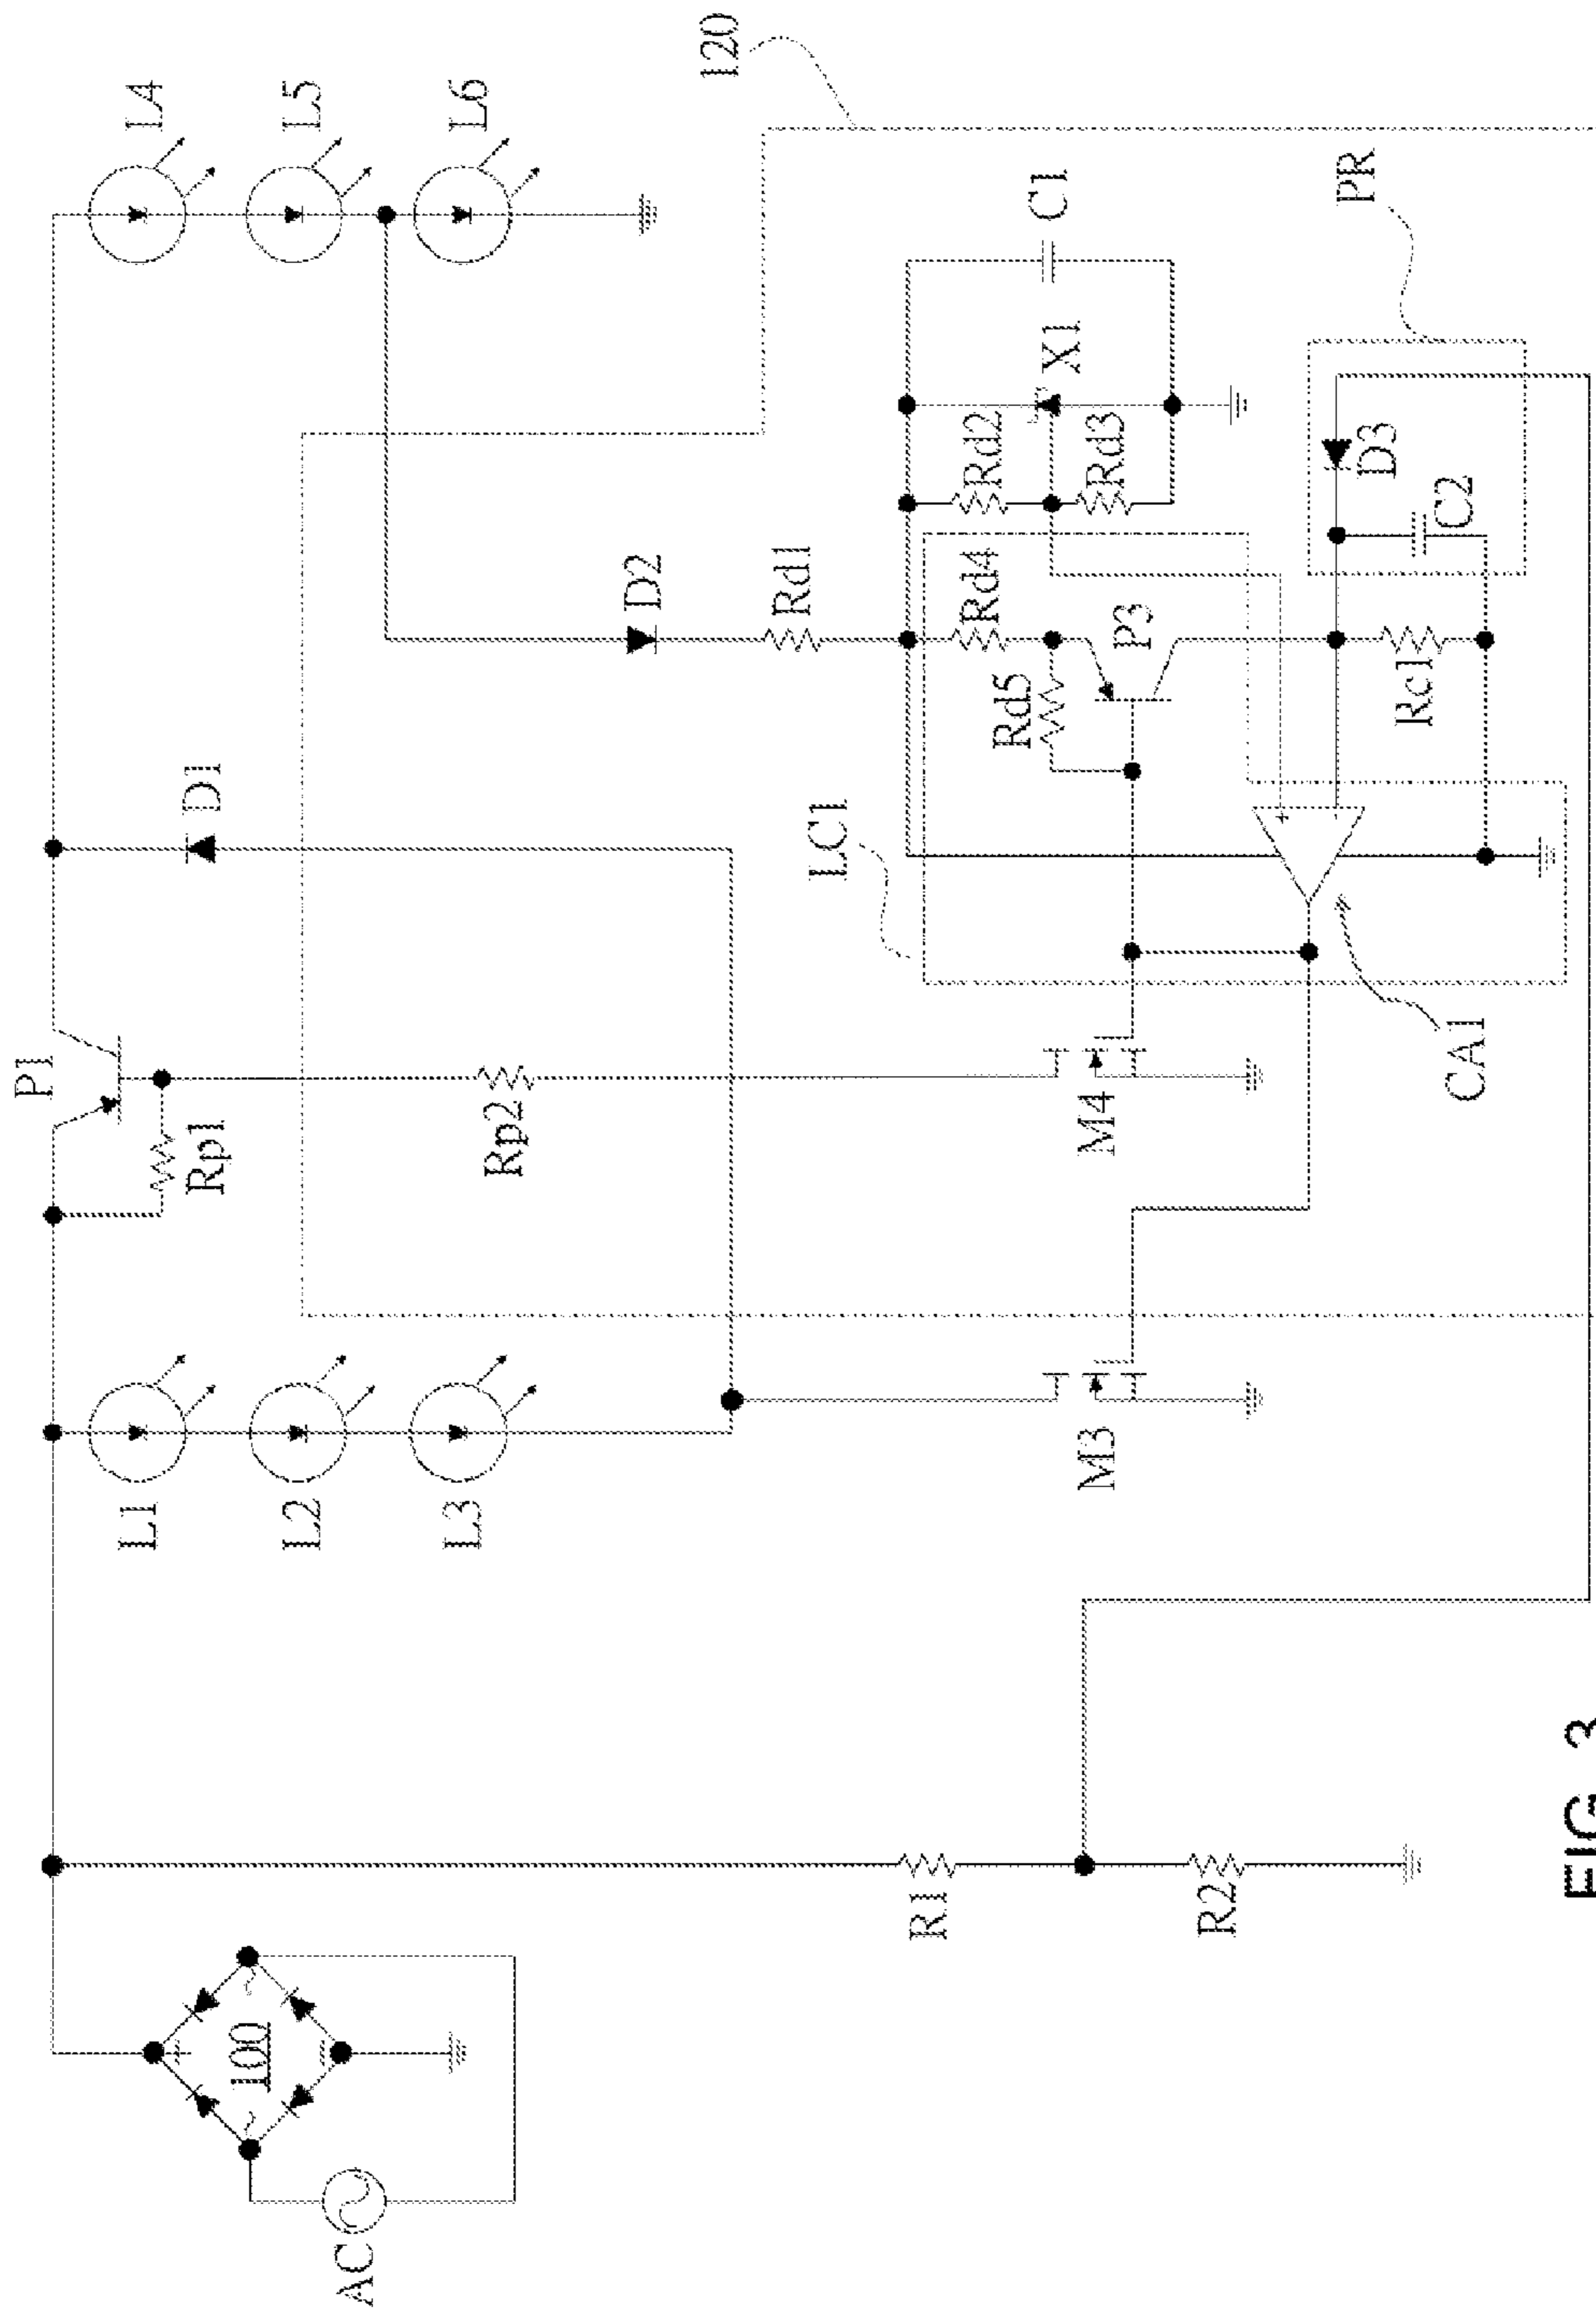 120
L4
L5
L6
C1
PR
X1
Rd2
Rd3
D3
C2
D2
Rd1
Rd4
P3
Rd5
Rc1
D1
LC1
P1
Rp1
Rp2
M4
CA1
L1
L2
L3
M3
R1
R2
100
AC
FIG. 3